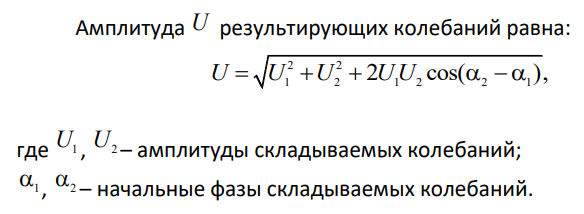 Амплитуда U результирующих колебаний равна:
U = √(U₁² + U₂² + 2U₁U₂ cos(α₂ − α₁)),
где U₁, U₂ – амплитуды складываемых колебаний;
α₁, α₂ – начальные фазы складываемых колебаний.